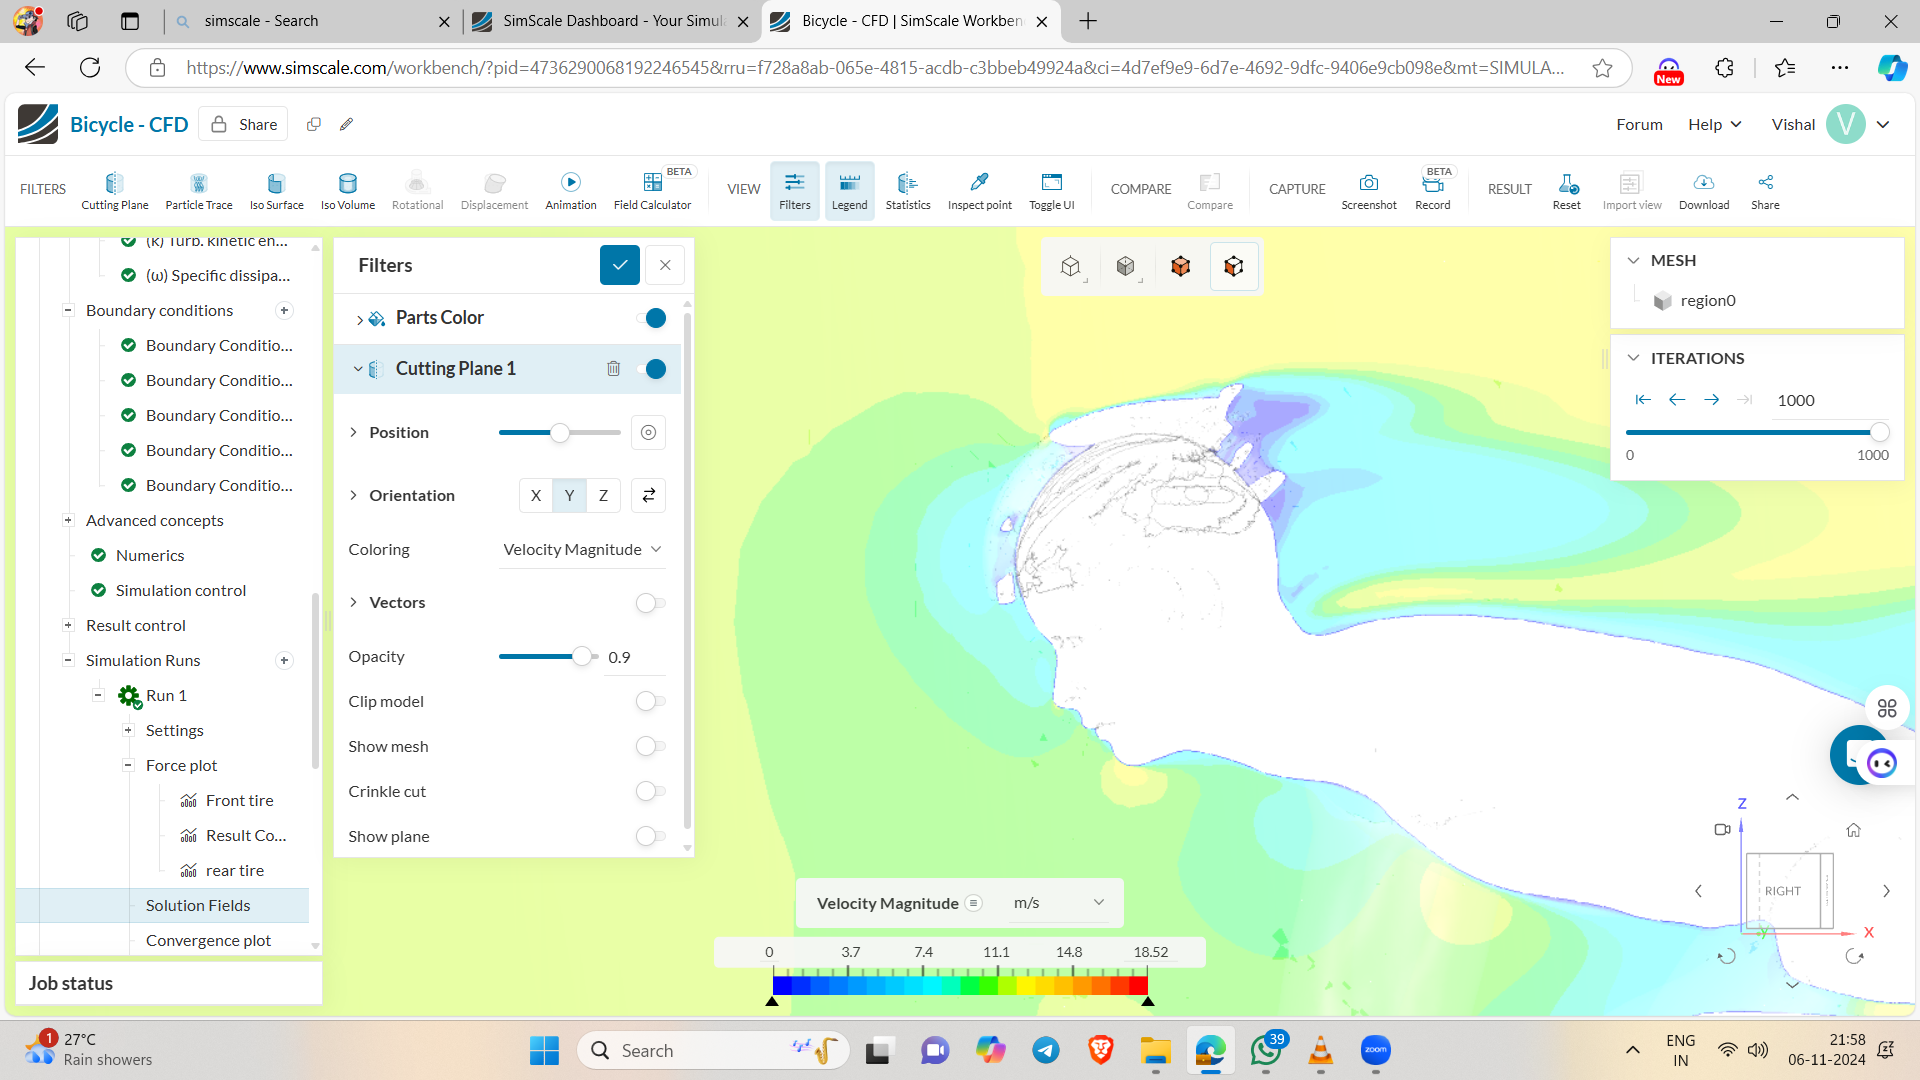 simscale - Search
SimScale Dashboard - Your Simul
Bicycle - CFD | SimScale Workben
https://www.simscale.com/workbench/?pid=4736290068192246545&rru=f728a8ab-065e-4815-acdb-c3bbeb49924a&ci=4d7ef9e9-6d7e-4692-9dfc-9406e9cb098e&mt=SIMULA...
New
Bicycle - CFD
Share
Forum
Help
Vishal
V
FILTERS
Cutting Plane
Particle Trace
Iso Surface
Iso Volume
Rotational
Displacement
Animation
BETA
Field Calculator
VIEW
Filters
Legend
Statistics
Inspect point
Toggle UI
COMPARE
Compare
CAPTURE
Screenshot
BETA
Record
RESULT
Reset
Import view
Download
Share
(k) Turb. kinetic en...
(ω) Specific dissipa...
Boundary conditions
Boundary Conditio...
Boundary Conditio...
Boundary Conditio...
Boundary Conditio...
Boundary Conditio...
Advanced concepts
Numerics
Simulation control
Result control
Simulation Runs
Run 1
Settings
Force plot
Front tire
Result Co...
rear tire
Solution Fields
Convergence plot
Job status
Filters
Parts Color
Cutting Plane 1
Position
Orientation
X Y Z
Coloring
Velocity Magnitude
Vectors
Opacity
0.9
Clip model
Show mesh
Crinkle cut
Show plane
MESH
region0
ITERATIONS
1000
0 1000
Velocity Magnitude
m/s
0 3.7 7.4 11.1 14.8 18.52
Z
RIGHT
Y
X
1
27°C
Rain showers
Search
39
zoom
ENG
IN
21:58
06-11-2024